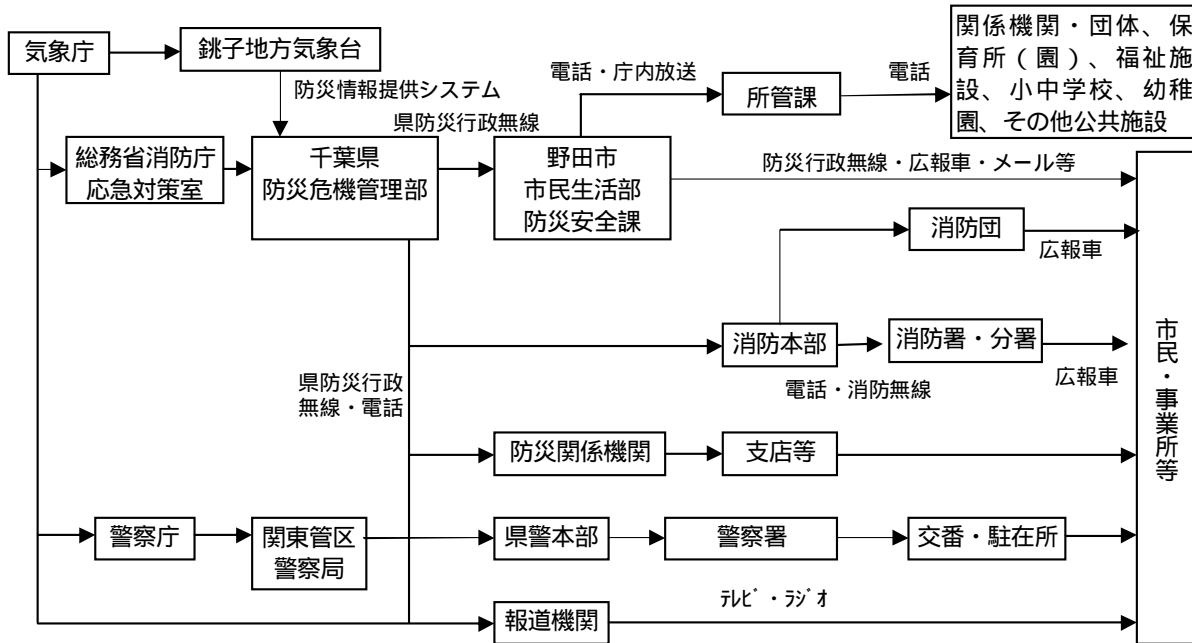 気象庁
銚子地方気象台
関係機関・団体、保
育所(園)、福祉施
設、小中学校、幼稚
園、その他公共施設
電話・庁内放送
電話
所管課
防災情報提供システム
県防災行政無線
総務省消防庁
応急対策室
千葉県
防災危機管理部
野田市
市民生活部
防災安全課
防災行政無線・広報車・メール等
消防団
広報車
消防本部
消防署・分署
電話・消防無線
広報車
県防災行政
無線・電話
防災関係機関
支店等
市民・事業所等
警察庁
関東管区
警察局
県警本部
警察署
交番・駐在所
ﾃﾚﾋﾞ・ﾗｼﾞｵ
報道機関